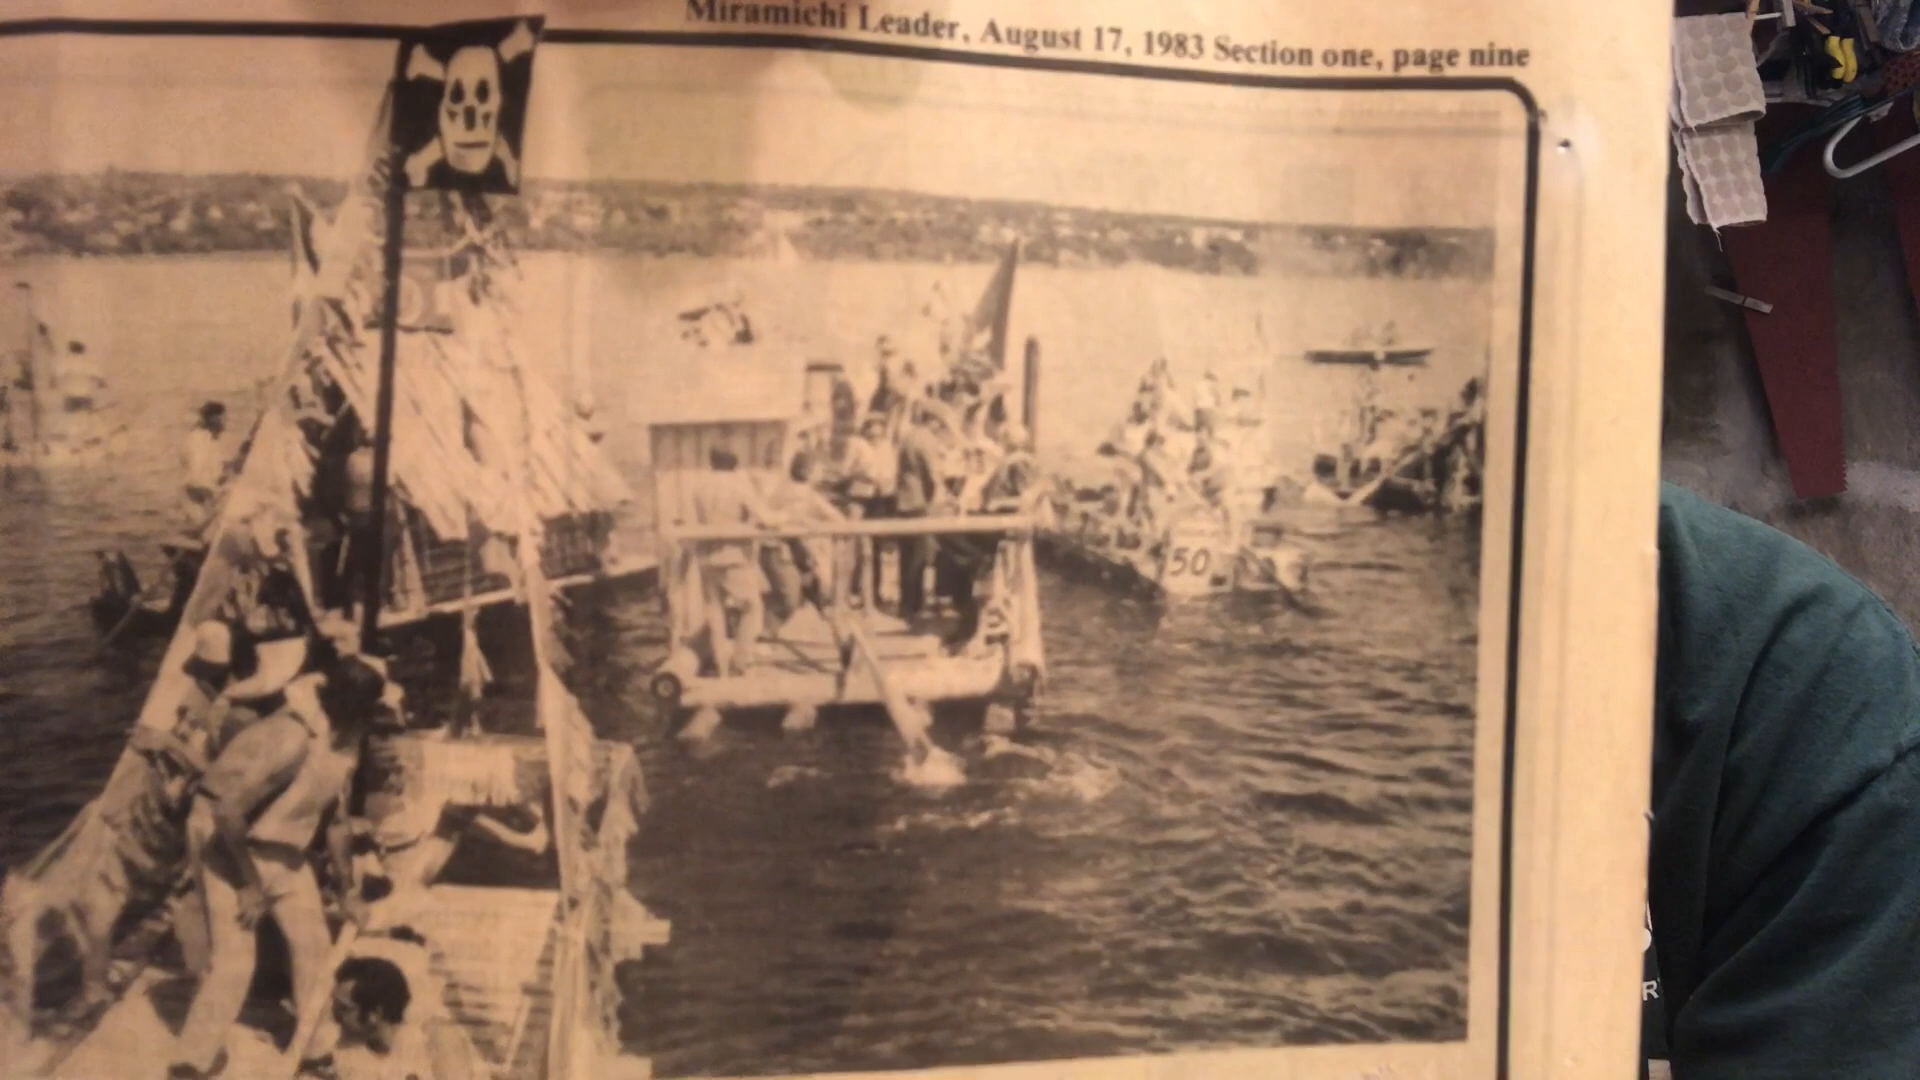 Miramichi Leader, August 17, 1983 Section one, page nine
50
R